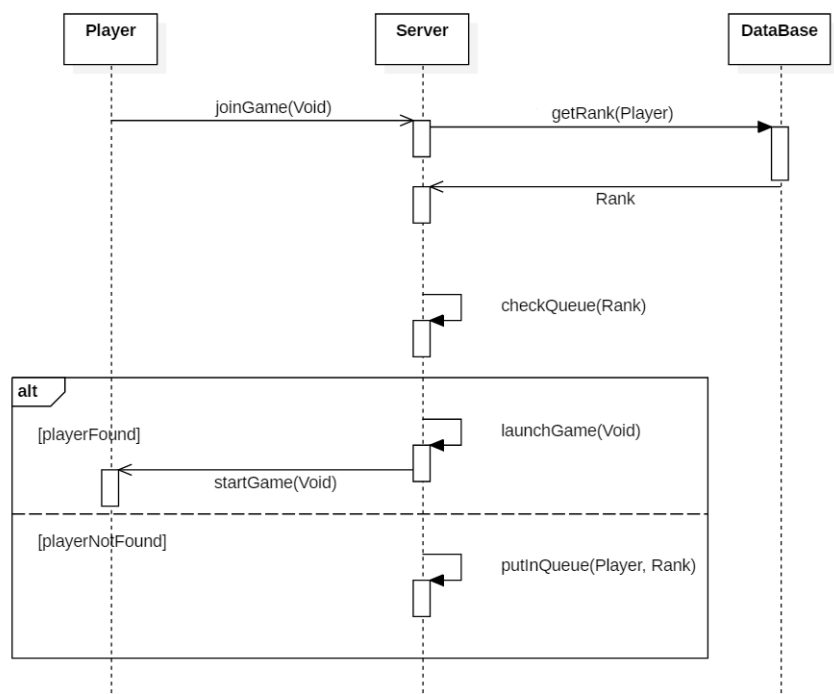 Player
Server
DataBase
joinGame(Void)
getRank(Player)
Rank
checkQueue(Rank)
alt
[playerFound]
launchGame(Void)
startGame(Void)
[playerNotFound]
putInQueue(Player, Rank)